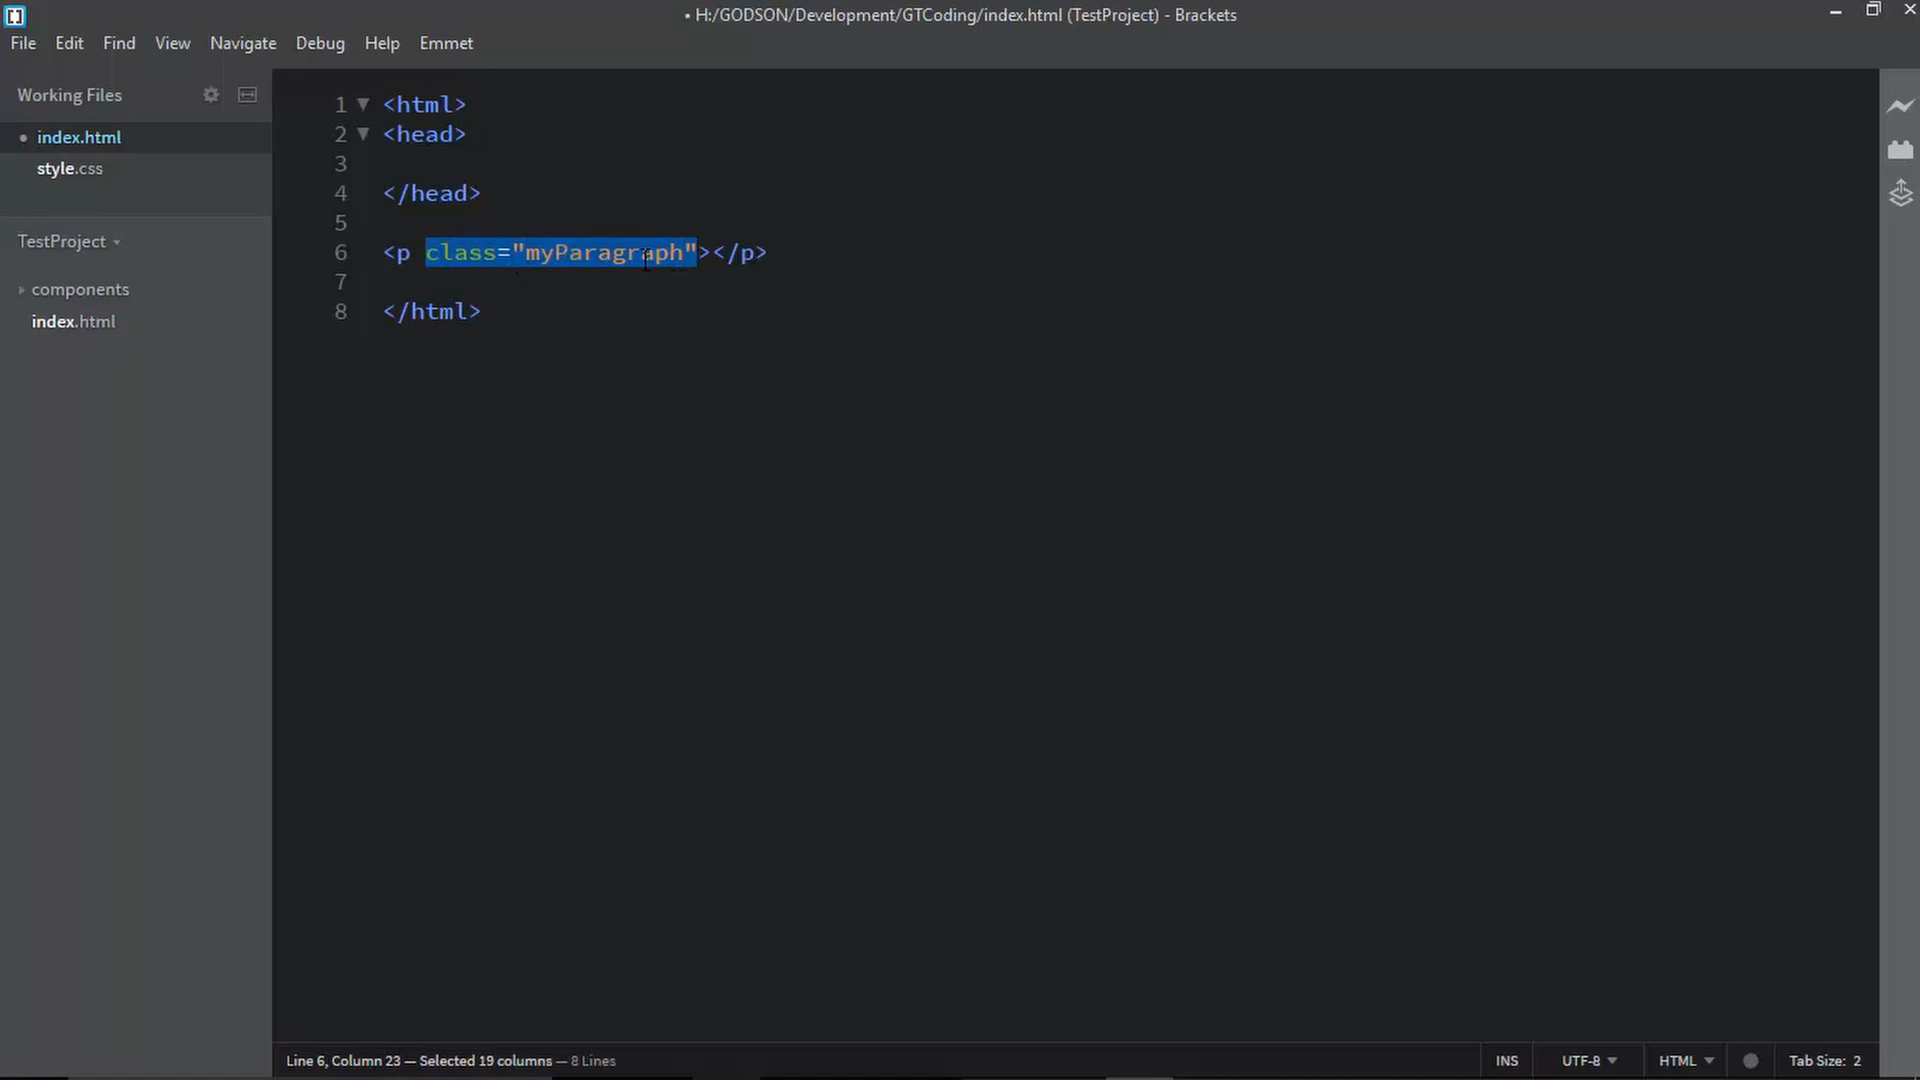 • H:/GODSON/Development/GTCoding/index.html (TestProject) - Brackets
File Edit Find View Navigate Debug Help Emmet
Working Files
• index.html
style.css
TestProject
components
index.html
1 <html>
2 <head>
3
4 </head>
5
6 <p class="myParagraph"></p>
7
8 </html>
Line 6, Column 23 — Selected 19 columns — 8 Lines
INS UTF-8 HTML Tab Size: 2